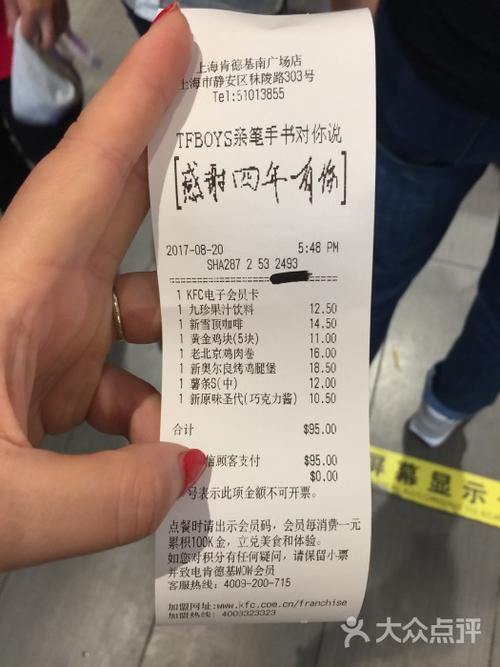 上海肯德基南广场店
上海市静安区秣陵路303号
Tel:51013855
TFBOYS亲笔手书对你说
[感谢四年有你]
2017-08-20 5:48 PM
SHA287 2 53 2493
1 KFC电子会员卡
1 九珍果汁饮料 12.50
1 新雪顶咖啡 14.50
1 黄金鸡块(5块) 11.00
1 老北京鸡肉卷 16.00
1 新奥尔良烤鸡腿堡 18.50
1 薯条S(中) 12.00
1 新原味圣代(巧克力酱) 10.50
合计 $95.00
信顾客支付 $95.00
$0.00
号表示此项金额不可开票。
点餐时请出示会员码，会员每消费一元
累积100K金，立兑美食和体验。
如您对积分有任何疑问，请保留小票
并致电肯德基WOW会员
客服热线: 4009-200-715
加盟网址:www.kfc.com.cn/franchise
加盟热线: 4008323323
屏幕显示
大众点评